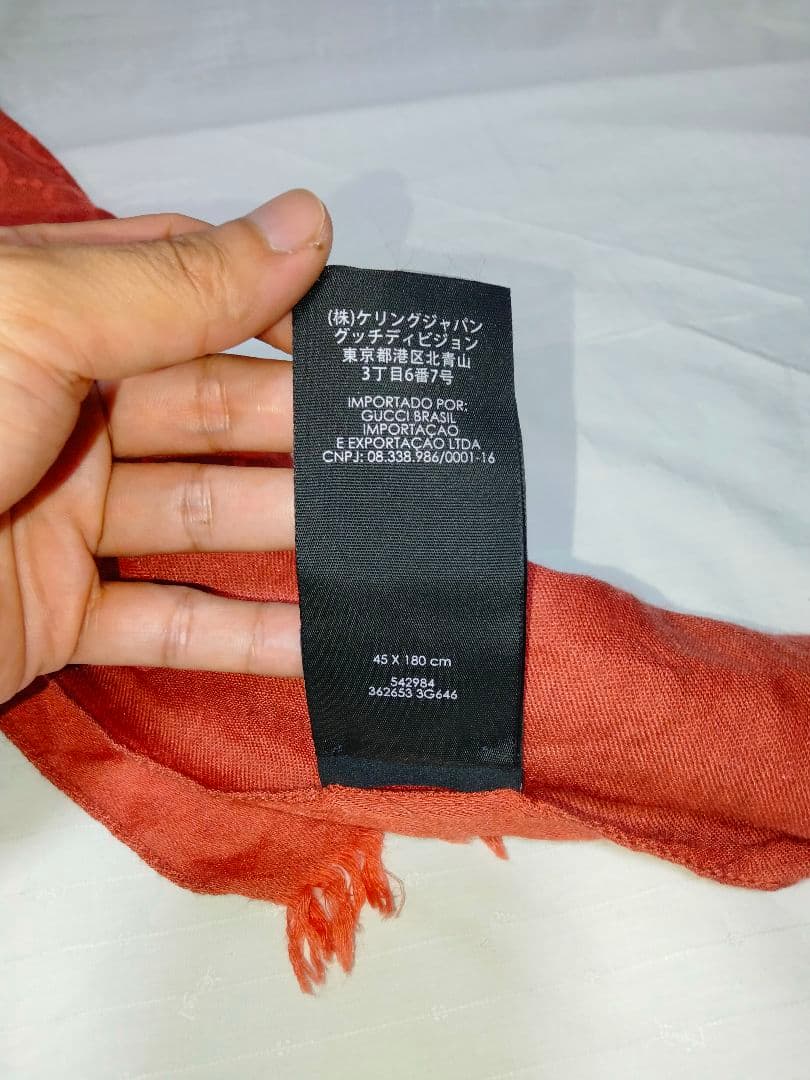 (株)ケリングジャパン
グッチディビジョン
東京都港区北青山
3丁目6番7号
IMPORTADO POR:
GUCCI BRASIL
IMPORTAÇAO
E EXPORTAÇAO LTDA
CNPJ: 08.338.986/0001-16
45 X 180 cm
542984
362653 3G646